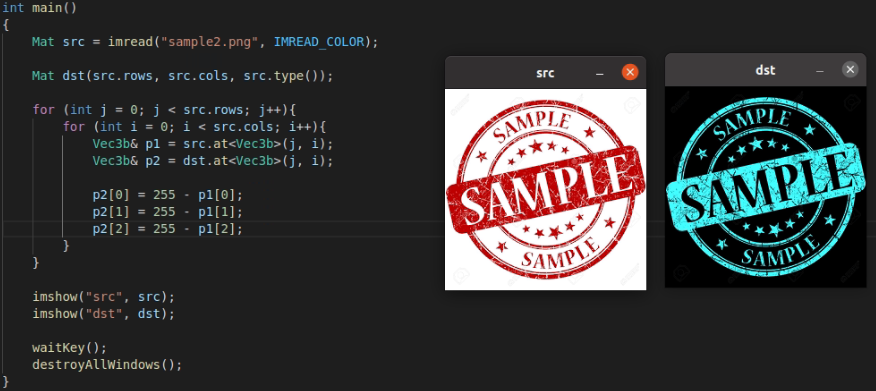 int main()
{
    Mat src = imread("sample2.png", IMREAD_COLOR);
    Mat dst(src.rows, src.cols, src.type());
    for (int j = 0; j < src.rows; j++){
        for (int i = 0; i < src.cols; i++){
            Vec3b& p1 = src.at<Vec3b>(j, i);
            Vec3b& p2 = dst.at<Vec3b>(j, i);
            p2[0] = 255 - p1[0];
            p2[1] = 255 - p1[1];
            p2[2] = 255 - p1[2];
        }
    }
    imshow("src", src);
    imshow("dst", dst);
    waitKey();
    destroyAllWindows();
}
src
SAMPLE
SAMPLE
SAMPLE
dst
SAMPLE
SAMPLE
SAMPLE